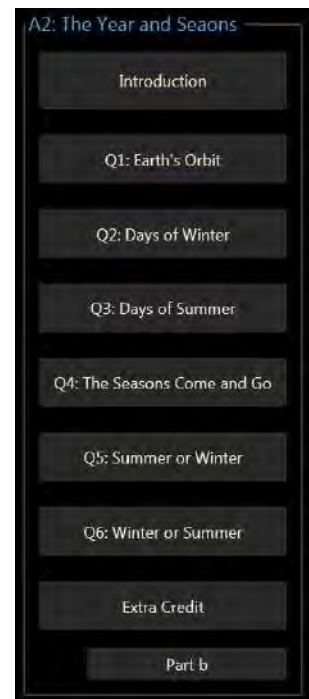 A2: The Year and Seaons
Introduction
Q1: Earth's Orbit
Q2: Days of Winter
Q3: Days of Summer
Q4: The Seasons Come and Go
Q5: Summer or Winter
Q6: Winter or Summer
Extra Credit
Part b